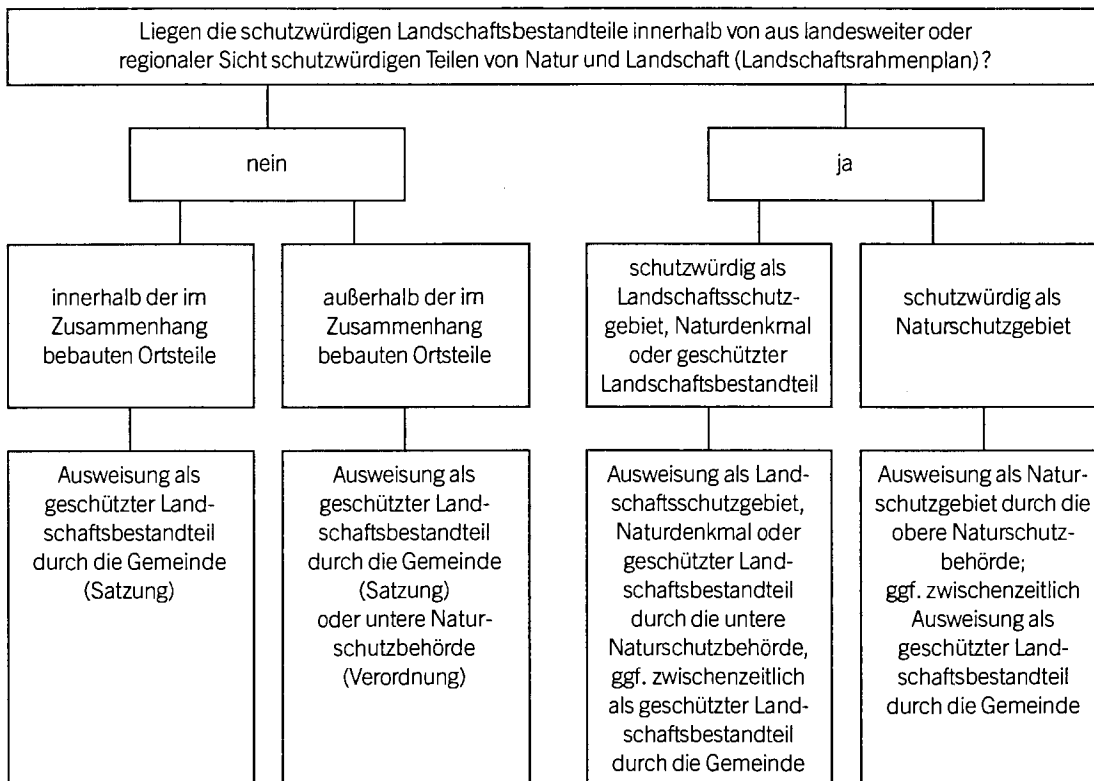 Liegen die schutzwürdigen Landschaftsbestandteile innerhalb von aus landesweiter oder
regionaler Sicht schutzwürdigen Teilen von Natur und Landschaft (Landschaftsrahmenplan)?
nein
ja
innerhalb der im
Zusammenhang
bebauten Ortsteile
außerhalb der im
Zusammenhang
bebauten Ortsteile
schutzwürdig als
Landschaftsschutz-
gebiet, Naturdenkmal
oder geschützter
Landschaftsbestandteil
schutzwürdig als
Naturschutzgebiet
Ausweisung als
geschützter Land-
schaftsbestandteil
durch die Gemeinde
(Satzung)
Ausweisung als
geschützter Land-
schaftsbestandteil
durch die Gemeinde
(Satzung)
oder untere Natur-
schutzbehörde
(Verordnung)
Ausweisung als Land-
schaftsschutzgebiet,
Naturdenkmal oder
geschützter Land-
schaftsbestandteil
durch die untere
Naturschutzbehörde,
ggf. zwischenzeitlich
als geschützter Land-
schaftsbestandteil
durch die Gemeinde
Ausweisung als Natur-
schutzgebiet durch die
obere Naturschutz-
behörde;
ggf. zwischenzeitlich
Ausweisung als
geschützter Land-
schaftsbestandteil
durch die Gemeinde